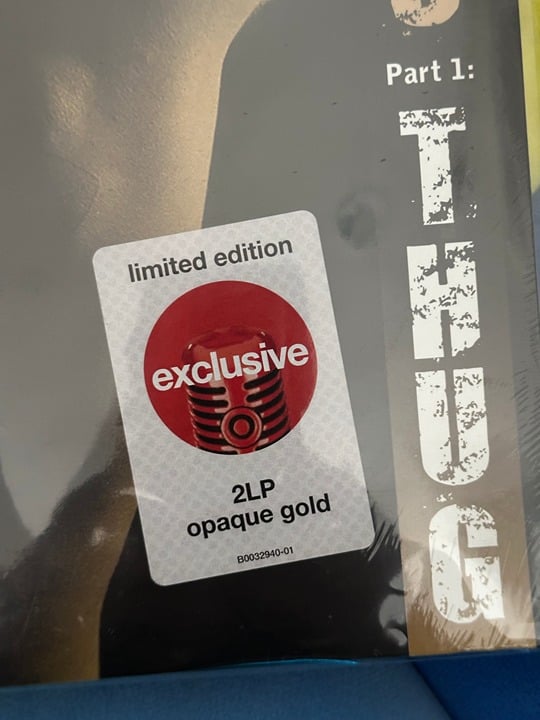 Part 1:
THUG
limited edition
exclusive
2LP
opaque gold
B0032940-01